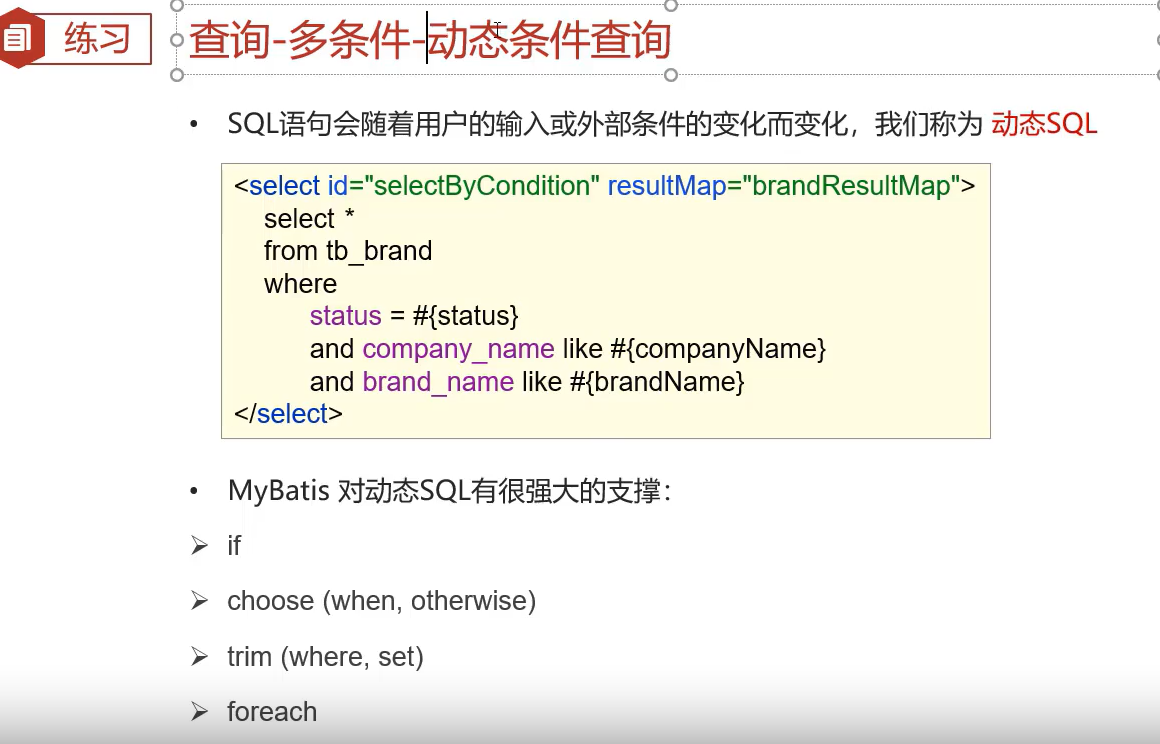 练习
查询-多条件-动态条件查询
• SQL语句会随着用户的输入或外部条件的变化而变化，我们称为 动态SQL
<select id="selectByCondition" resultMap="brandResultMap">
select *
from tb_brand
where
status = #{status}
and company_name like #{companyName}
and brand_name like #{brandName}
</select>
• MyBatis 对动态SQL有很强大的支撑：
➢ if
➢ choose (when, otherwise)
➢ trim (where, set)
➢ foreach